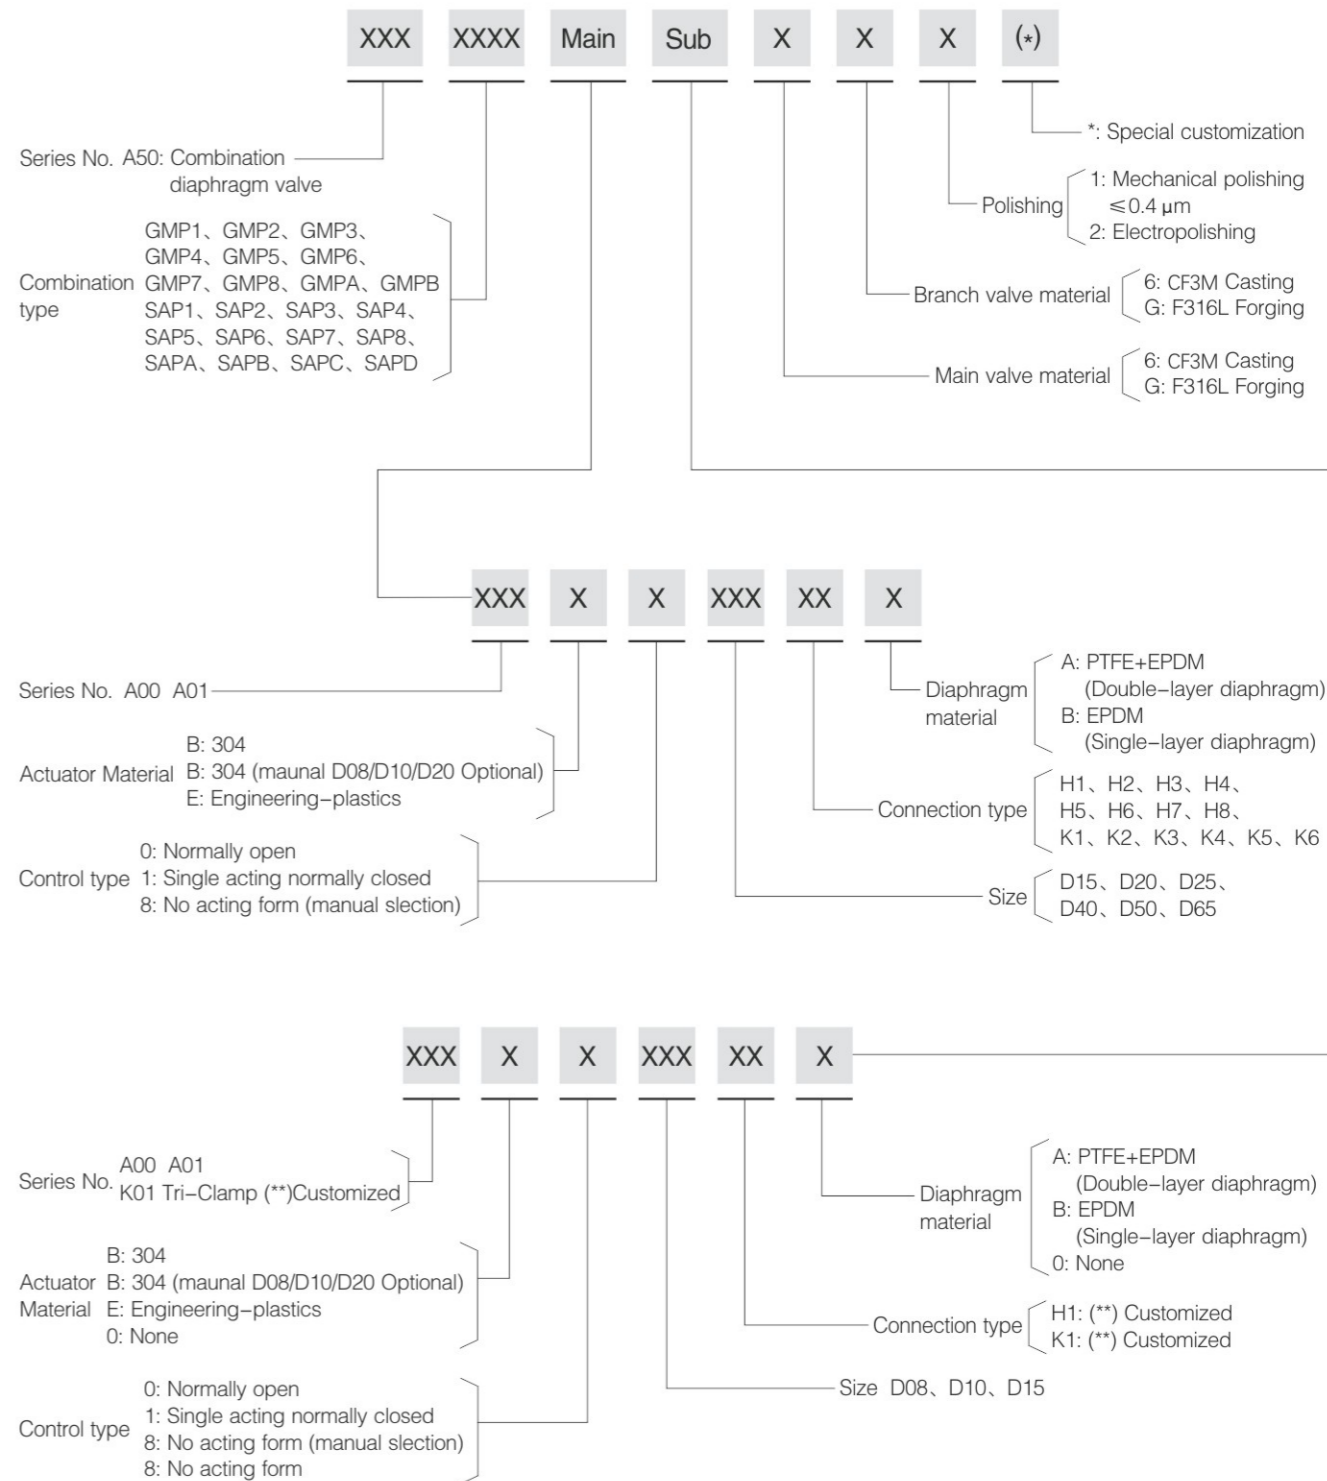 XXX XXXX Main Sub X X X (*)
*: Special customization
Series No. A50: Combination
diaphragm valve
Polishing
1: Mechanical polishing
≤0.4 μm
2: Electropolishing
Combination
type
GMP1、GMP2、GMP3、
GMP4、GMP5、GMP6、
GMP7、GMP8、GMPA、GMPB
SAP1、SAP2、SAP3、SAP4、
SAP5、SAP6、SAP7、SAP8、
SAPA、SAPB、SAPC、SAPD
Branch valve material
6: CF3M Casting
G: F316L Forging
Main valve material
6: CF3M Casting
G: F316L Forging
XXX X X XXX XX X
Series No. A00 A01
Diaphragm
material
A: PTFE+EPDM
(Double-layer diaphragm)
B: EPDM
(Single-layer diaphragm)
Actuator Material
B: 304
B: 304 (maunal D08/D10/D20 Optional)
E: Engineering-plastics
Connection type
H1、H2、H3、H4、
H5、H6、H7、H8、
K1、K2、K3、K4、K5、K6
Control type
0: Normally open
1: Single acting normally closed
8: No acting form (manual slection)
Size
D15、D20、D25、
D40、D50、D65
XXX X X XXX XX X
Series No.
A00 A01
K01 Tri-Clamp (**)Customized
Diaphragm
material
A: PTFE+EPDM
(Double-layer diaphragm)
B: EPDM
(Single-layer diaphragm)
0: None
Actuator
Material
B: 304
B: 304 (maunal D08/D10/D20 Optional)
E: Engineering-plastics
0: None
Connection type
H1: (**) Customized
K1: (**) Customized
Size D08、D10、D15
Control type
0: Normally open
1: Single acting normally closed
8: No acting form (manual slection)
8: No acting form